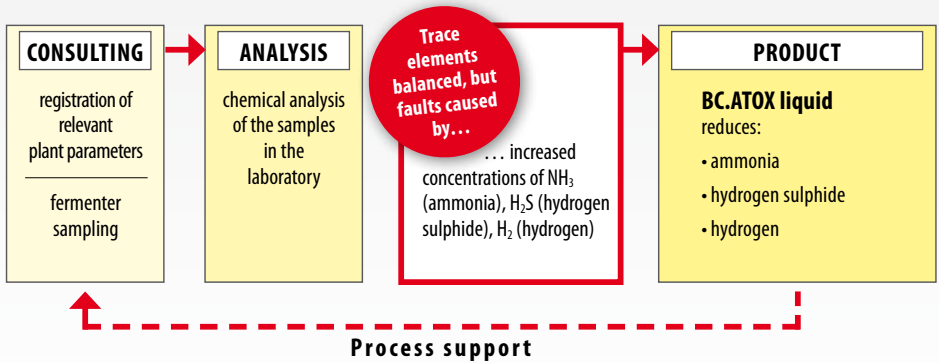 CONSULTING
registration of
relevant
plant parameters
fermenter
sampling
ANALYSIS
chemical analysis
of the samples
in the
laboratory
Trace
elements
balanced, but
faults caused
by…
… increased
concentrations of NH₃
(ammonia), H₂S (hydrogen
sulphide), H₂ (hydrogen)
PRODUCT
BC.ATOX liquid
reduces:
• ammonia
• hydrogen sulphide
• hydrogen
Process support